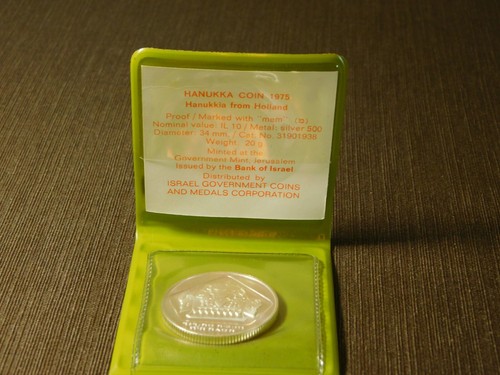 HANUKKA COIN 1975
Hanukkia from Holland
Proof / Marked with "mem" (מ)
Nominal value: IL 10 / Metal: silver 500
Diameter: 34 mm. / Cat. No. 31901938
Weight: 20 g
Minted at the
Government Mint, Jerusalem
Issued by the Bank of Israel
Distributed by
ISRAEL GOVERNMENT COINS
AND MEDALS CORPORATION